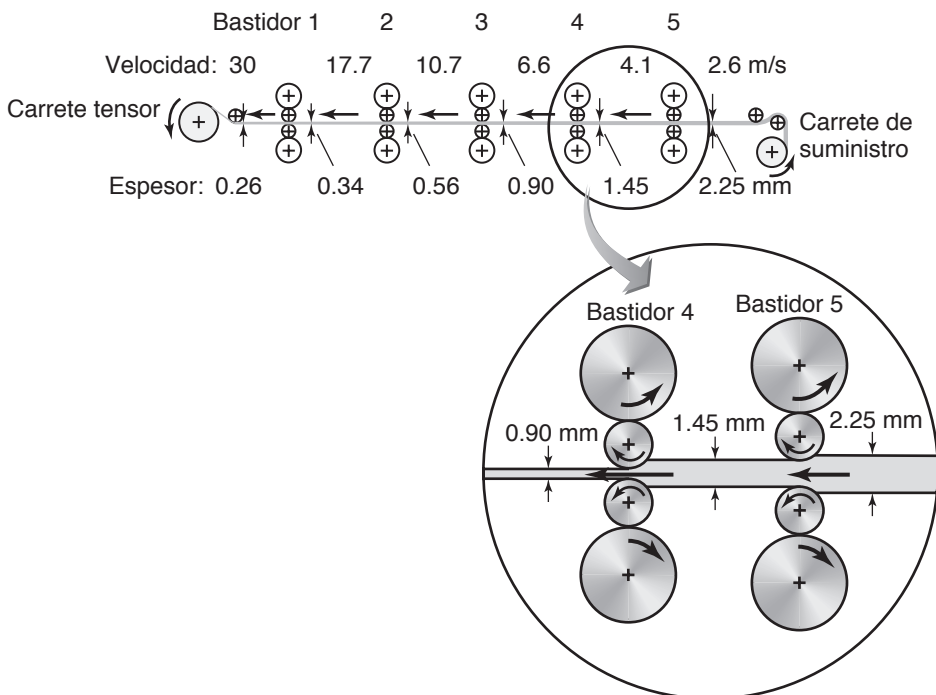 Bastidor 1 2 3 4 5
Velocidad: 30 17.7 10.7 6.6 4.1 2.6 m/s
Carrete tensor
Carrete de
suministro
Espesor: 0.26 0.34 0.56 0.90 1.45 2.25 mm
Bastidor 4
Bastidor 5
0.90 mm
1.45 mm
2.25 mm